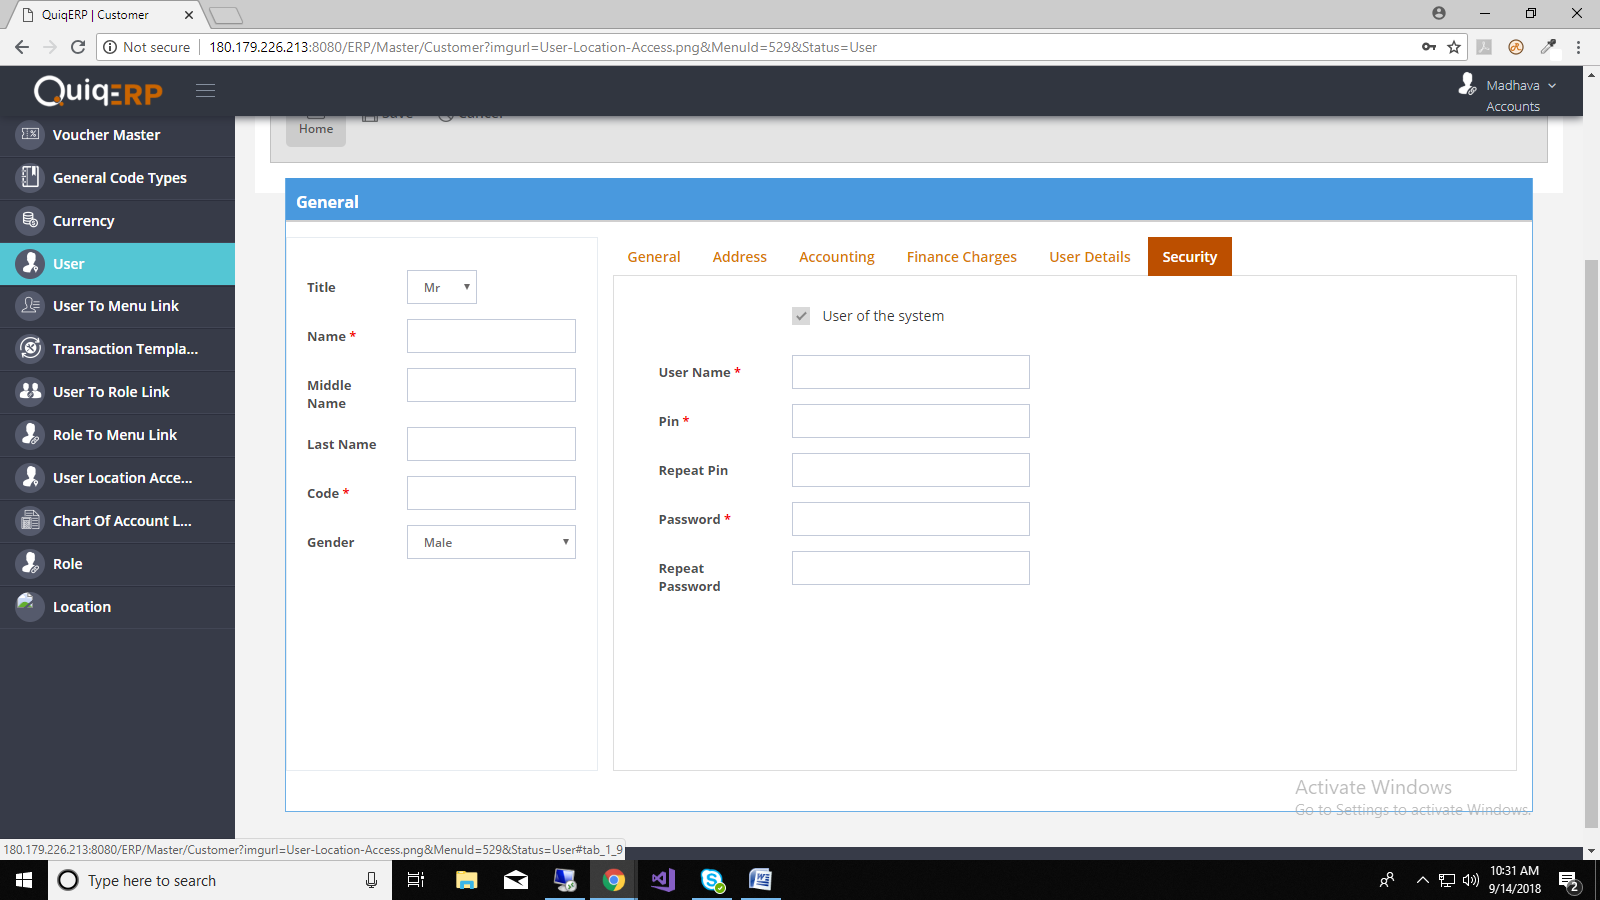 QuiqERP | Customer
Not secure
180.179.226.213:8080/ERP/Master/Customer?imgurl=User-Location-Access.png&MenuId=529&Status=User
QuiqERP
Madhava
Accounts
Home
Save
Cancel
Voucher Master
General Code Types
Currency
User
User To Menu Link
Transaction Templa...
User To Role Link
Role To Menu Link
User Location Acce...
Chart Of Account L...
Role
Location
General
Title
Mr
Name *
Middle
Name
Last Name
Code *
Gender
Male
General Address Accounting Finance Charges User Details Security
User of the system
User Name *
Pin *
Repeat Pin
Password *
Repeat
Password
Activate Windows
Go to Settings to activate Windows.
180.179.226.213:8080/ERP/Master/Customer?imgurl=User-Location-Access.png&MenuId=529&Status=User#tab_1_9
Type here to search
10:31 AM
9/14/2018
2